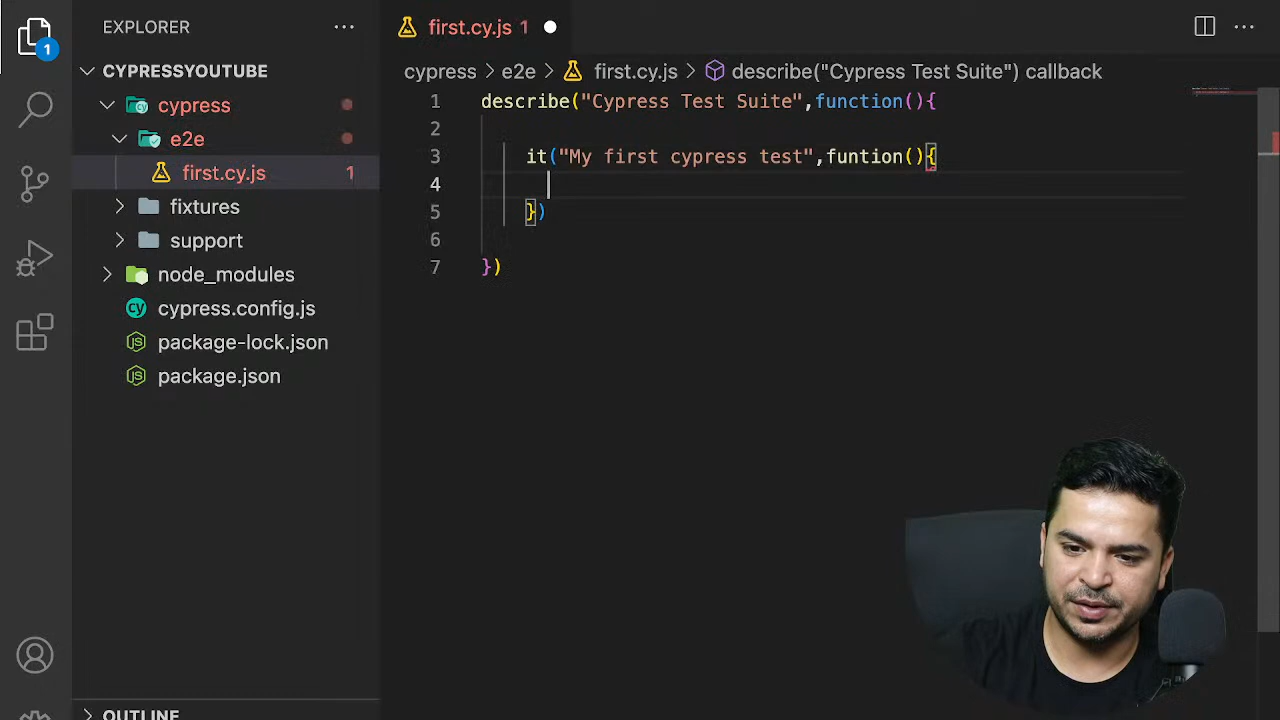 EXPLORER
CYPRESSYOUTUBE
cypress
e2e
first.cy.js 1
fixtures
support
node_modules
cypress.config.js
package-lock.json
package.json
OUTLINE
1
first.cy.js 1
cypress > e2e > first.cy.js > describe("Cypress Test Suite") callback
1 describe("Cypress Test Suite",function(){
2
3 it("My first cypress test",funtion(){
4
5 })
6
7 })